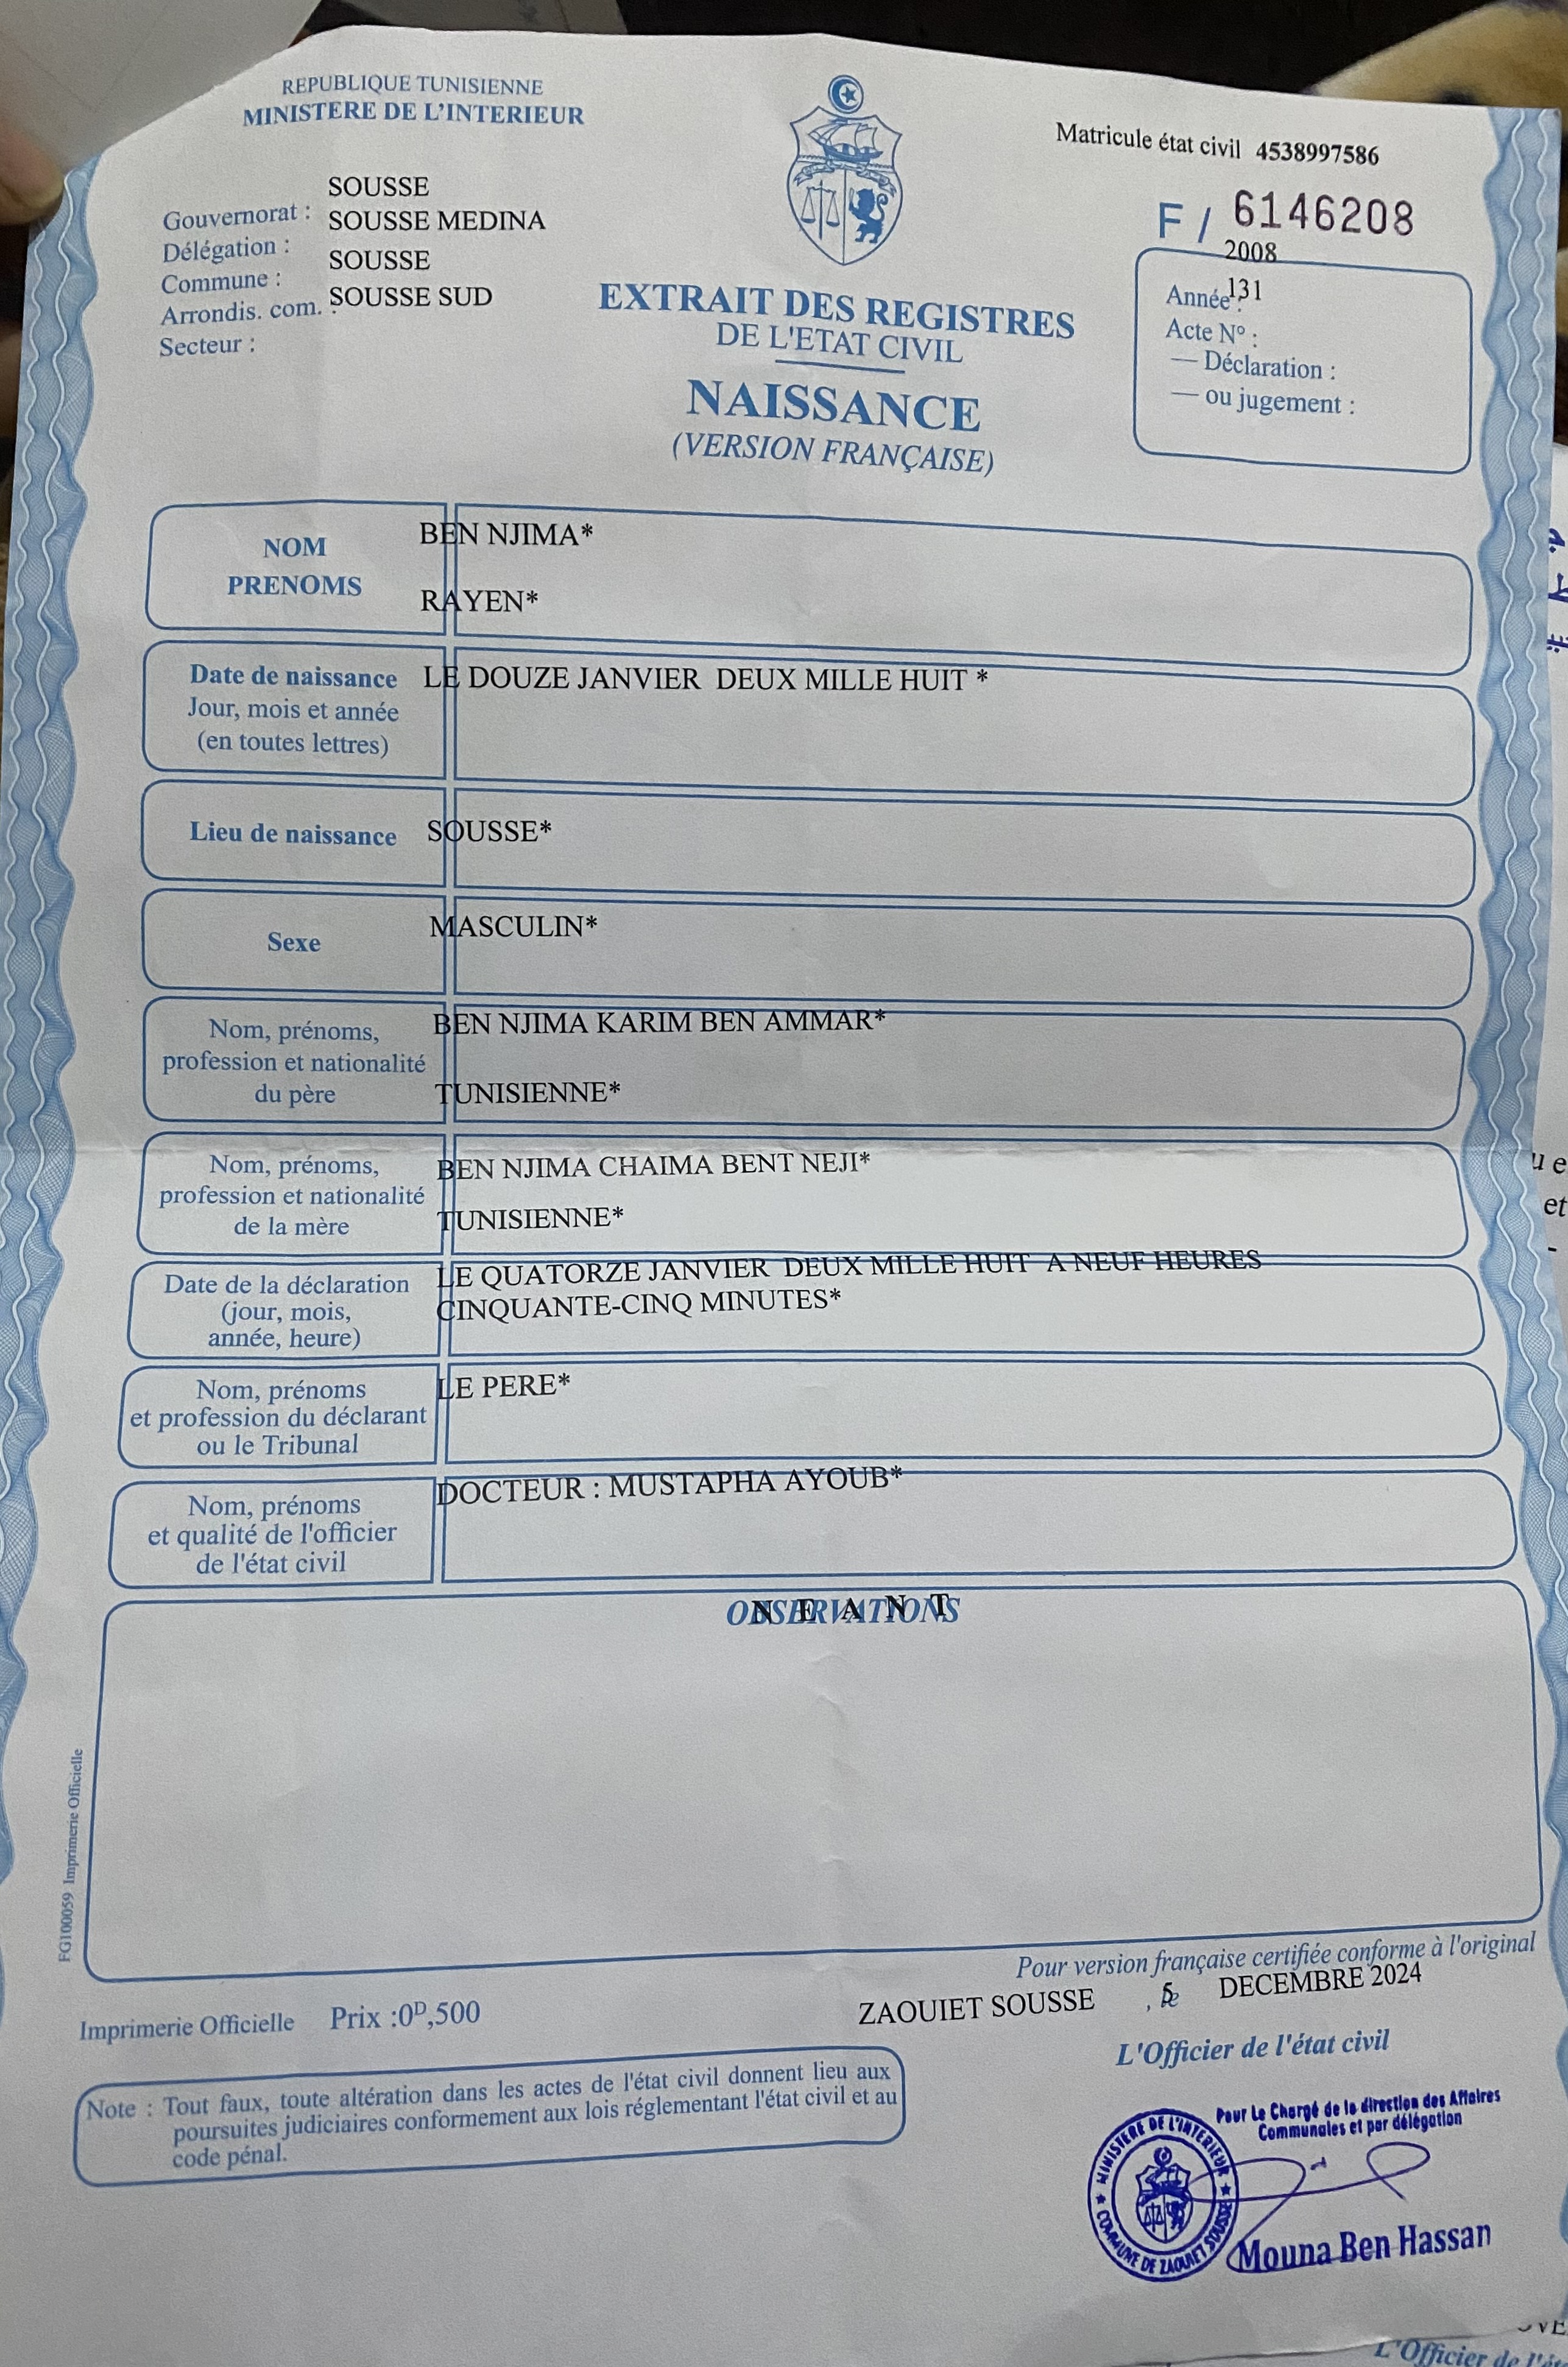 REPUBLIQUE TUNISIENNE
MINISTERE DE L'INTERIEUR
Matricule état civil 4538997586
F / 6146208
Gouvernorat : SOUSSE
Délégation : SOUSSE MEDINA
Commune : SOUSSE
Arrondis. com. : SOUSSE SUD
Secteur :
2008
Année : 131
Acte N° :
— Déclaration :
— ou jugement :
EXTRAIT DES REGISTRES
DE L'ETAT CIVIL
NAISSANCE
(VERSION FRANÇAISE)
NOM BEN NJIMA*
PRENOMS RAYEN*
Date de naissance LE DOUZE JANVIER DEUX MILLE HUIT *
Jour, mois et année
(en toutes lettres)
Lieu de naissance SOUSSE*
Sexe MASCULIN*
Nom, prénoms, BEN NJIMA KARIM BEN AMMAR*
profession et nationalité
du père TUNISIENNE*
Nom, prénoms, BEN NJIMA CHAIMA BENT NEJI*
profession et nationalité
de la mère TUNISIENNE*
Date de la déclaration LE QUATORZE JANVIER DEUX MILLE HUIT A NEUF HEURES
(jour, mois, CINQUANTE-CINQ MINUTES*
année, heure)
Nom, prénoms LE PERE*
et profession du déclarant
ou le Tribunal
Nom, prénoms DOCTEUR : MUSTAPHA AYOUB*
et qualité de l'officier
de l'état civil
OBSERVATIONS
N E A N T
FG100059 Imprimerie Officielle
Pour version française certifiée conforme à l'original
ZAOUIET SOUSSE , le DECEMBRE 2024
Imprimerie Officielle Prix :0D,500
L'Officier de l'état civil
Note : Tout faux, toute altération dans les actes de l'état civil donnent lieu aux
poursuites judiciaires conformement aux lois réglementant l'état civil et au
code pénal.
Pour Le Chargé de la direction des Affaires
Communales et par délégation
MINISTERE DE L'INTERIEUR
COMMUNE DE ZAOUIET SOUSSE
Mouna Ben Hassan
L'Officier de l'é